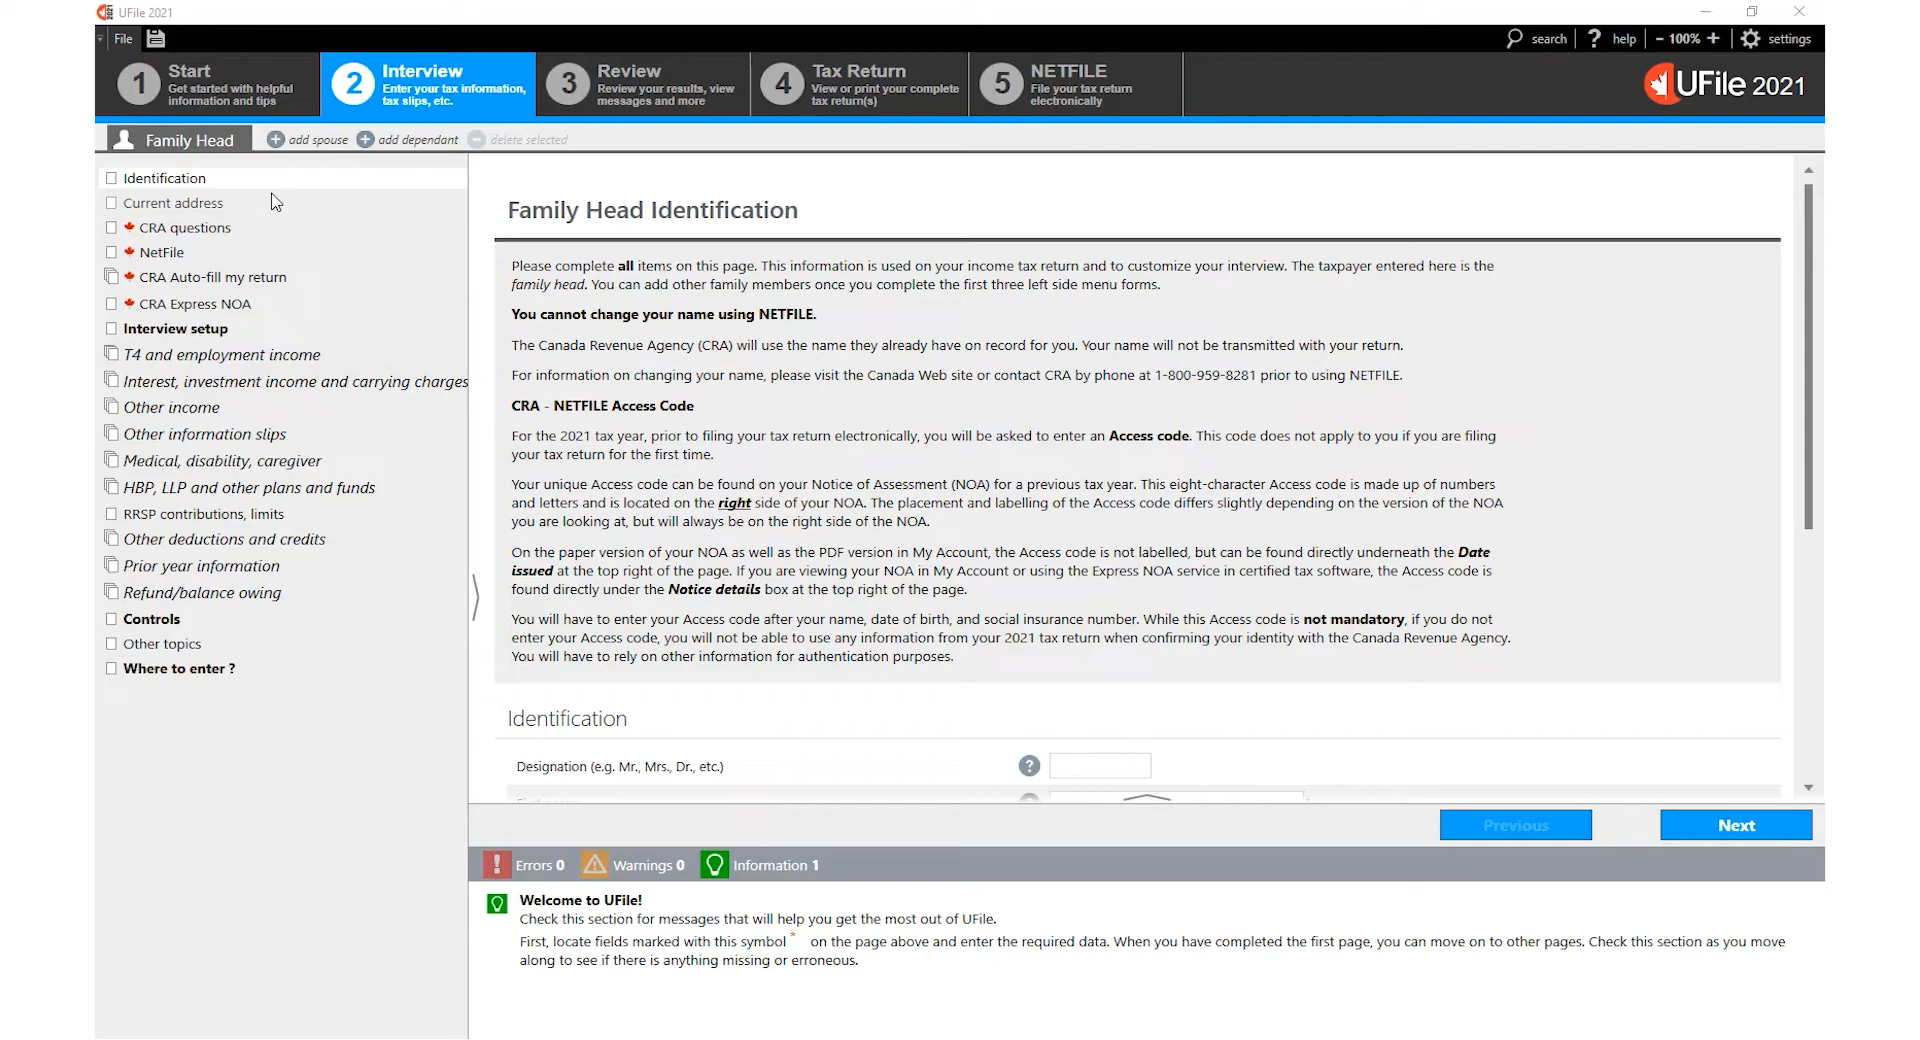 UFile 2021
File
search
help
- 100% +
settings
1
Start
Get started with helpful
information and tips
2
Interview
Enter your tax information,
tax slips, etc.
3
Review
Review your results, view
messages and more
4
Tax Return
View or print your complete
tax return(s)
5
NETFILE
File your tax return
electronically
UFile 2021
Family Head
add spouse
add dependant
delete selected
Identification
Current address
CRA questions
NetFile
CRA Auto-fill my return
CRA Express NOA
Interview setup
T4 and employment income
Interest, investment income and carrying charges
Other income
Other information slips
Medical, disability, caregiver
HBP, LLP and other plans and funds
RRSP contributions, limits
Other deductions and credits
Prior year information
Refund/balance owing
Controls
Other topics
Where to enter ?
Family Head Identification
Please complete all items on this page. This information is used on your income tax return and to customize your interview. The taxpayer entered here is the
family head. You can add other family members once you complete the first three left side menu forms.
You cannot change your name using NETFILE.
The Canada Revenue Agency (CRA) will use the name they already have on record for you. Your name will not be transmitted with your return.
For information on changing your name, please visit the Canada Web site or contact CRA by phone at 1-800-959-8281 prior to using NETFILE.
CRA - NETFILE Access Code
For the 2021 tax year, prior to filing your tax return electronically, you will be asked to enter an Access code. This code does not apply to you if you are filing
your tax return for the first time.
Your unique Access code can be found on your Notice of Assessment (NOA) for a previous tax year. This eight-character Access code is made up of numbers
and letters and is located on the right side of your NOA. The placement and labelling of the Access code differs slightly depending on the version of the NOA
you are looking at, but will always be on the right side of the NOA.
On the paper version of your NOA as well as the PDF version in My Account, the Access code is not labelled, but can be found directly underneath the Date
issued at the top right of the page. If you are viewing your NOA in My Account or using the Express NOA service in certified tax software, the Access code is
found directly under the Notice details box at the top right of the page.
You will have to enter your Access code after your name, date of birth, and social insurance number. While this Access code is not mandatory, if you do not
enter your Access code, you will not be able to use any information from your 2021 tax return when confirming your identity with the Canada Revenue Agency.
You will have to rely on other information for authentication purposes.
Identification
Designation (e.g. Mr., Mrs., Dr., etc.)
?
Previous
Next
Errors 0
Warnings 0
Information 1
Welcome to UFile!
Check this section for messages that will help you get the most out of UFile.
First, locate fields marked with this symbol * on the page above and enter the required data. When you have completed the first page, you can move on to other pages. Check this section as you move
along to see if there is anything missing or erroneous.